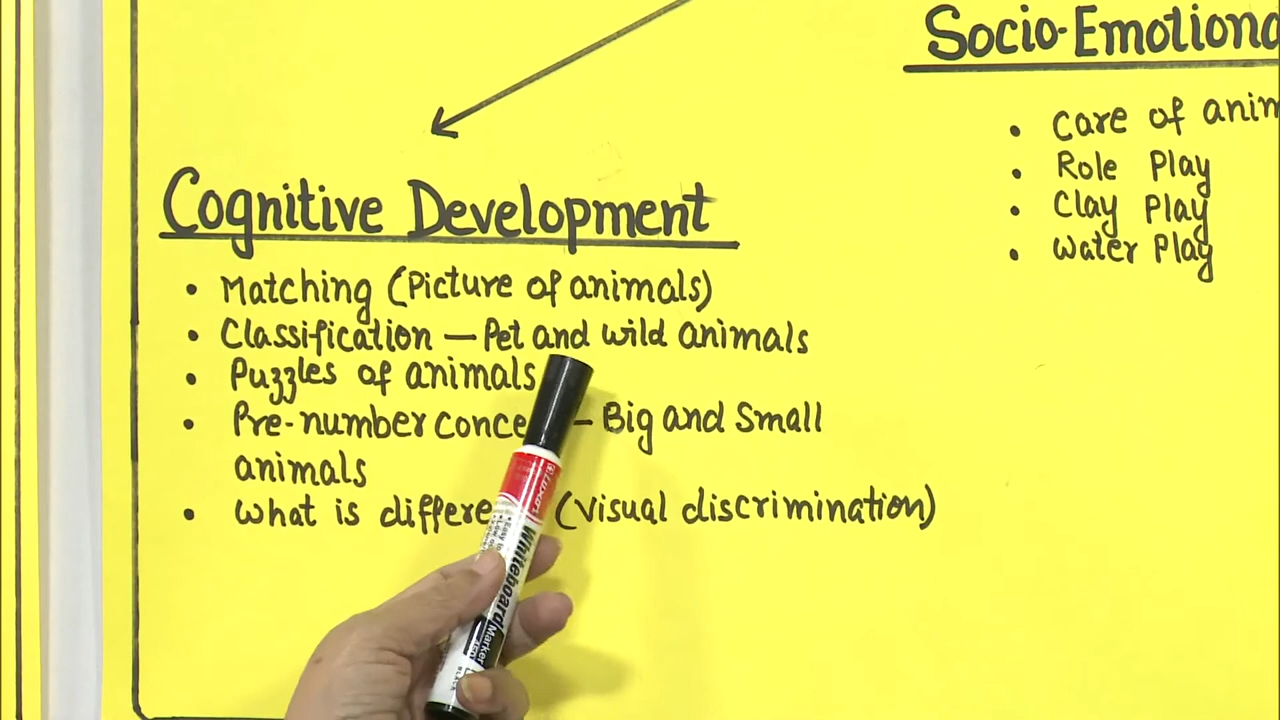 Socio-Emotiona
• Care of anim
• Role Play
• Clay Play
• Water Play
Cognitive Development
• Matching (Picture of animals)
• Classification — Pet and wild animals
• Puzzles of animals
• Pre-number conce – Big and Small
animals
• What is differe (visual discrimination)
Luxor
Whiteboard
Marker
BLACK